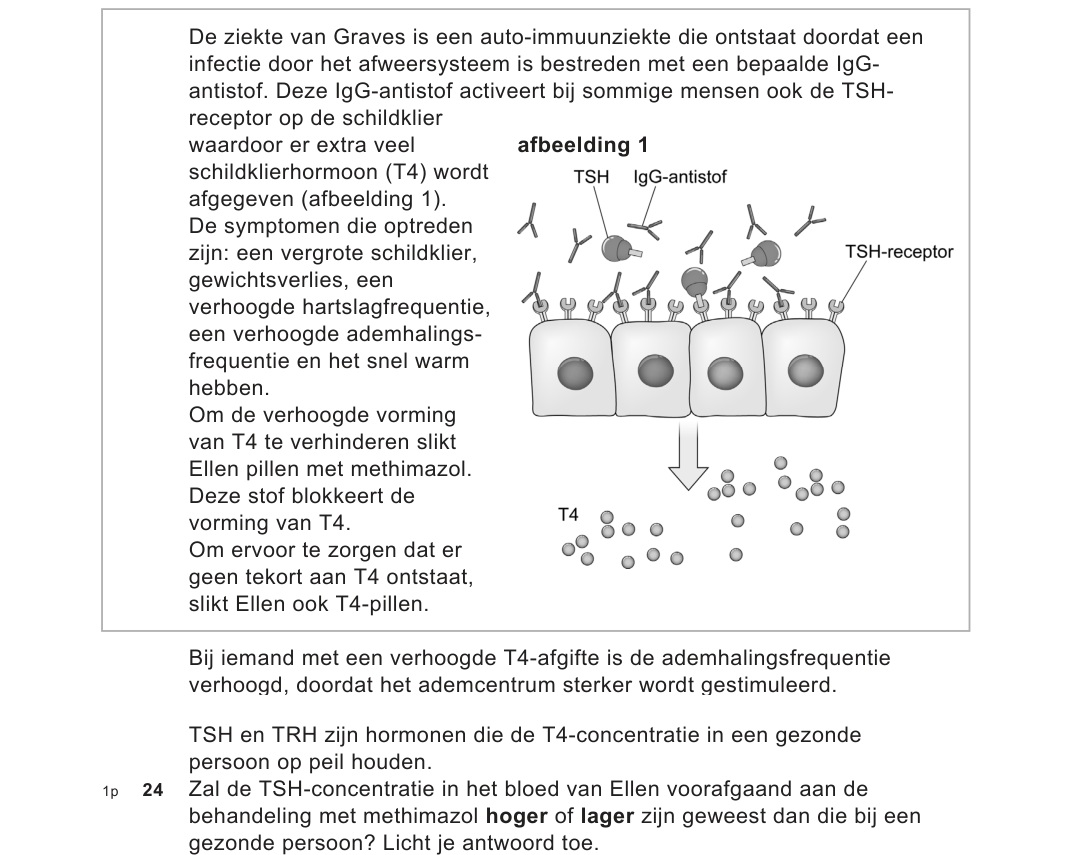 De ziekte van Graves is een auto-immuunziekte die ontstaat doordat een
infectie door het afweersysteem is bestreden met een bepaalde IgG-
antistof. Deze IgG-antistof activeert bij sommige mensen ook de TSH-
receptor op de schildklier
waardoor er extra veel
schildklierhormoon (T4) wordt
afgegeven (afbeelding 1).
De symptomen die optreden
zijn: een vergrote schildklier,
gewichtsverlies, een
verhoogde hartslagfrequentie,
een verhoogde ademhalings-
frequentie en het snel warm
hebben.
Om de verhoogde vorming
van T4 te verhinderen slikt
Ellen pillen met methimazol.
Deze stof blokkeert de
vorming van T4.
Om ervoor te zorgen dat er
geen tekort aan T4 ontstaat,
slikt Ellen ook T4-pillen.
afbeelding 1
TSH IgG-antistof
TSH-receptor
T4
Bij iemand met een verhoogde T4-afgifte is de ademhalingsfrequentie
verhoogd, doordat het ademcentrum sterker wordt gestimuleerd.
TSH en TRH zijn hormonen die de T4-concentratie in een gezonde
persoon op peil houden.
1p 24 Zal de TSH-concentratie in het bloed van Ellen voorafgaand aan de
behandeling met methimazol hoger of lager zijn geweest dan die bij een
gezonde persoon? Licht je antwoord toe.